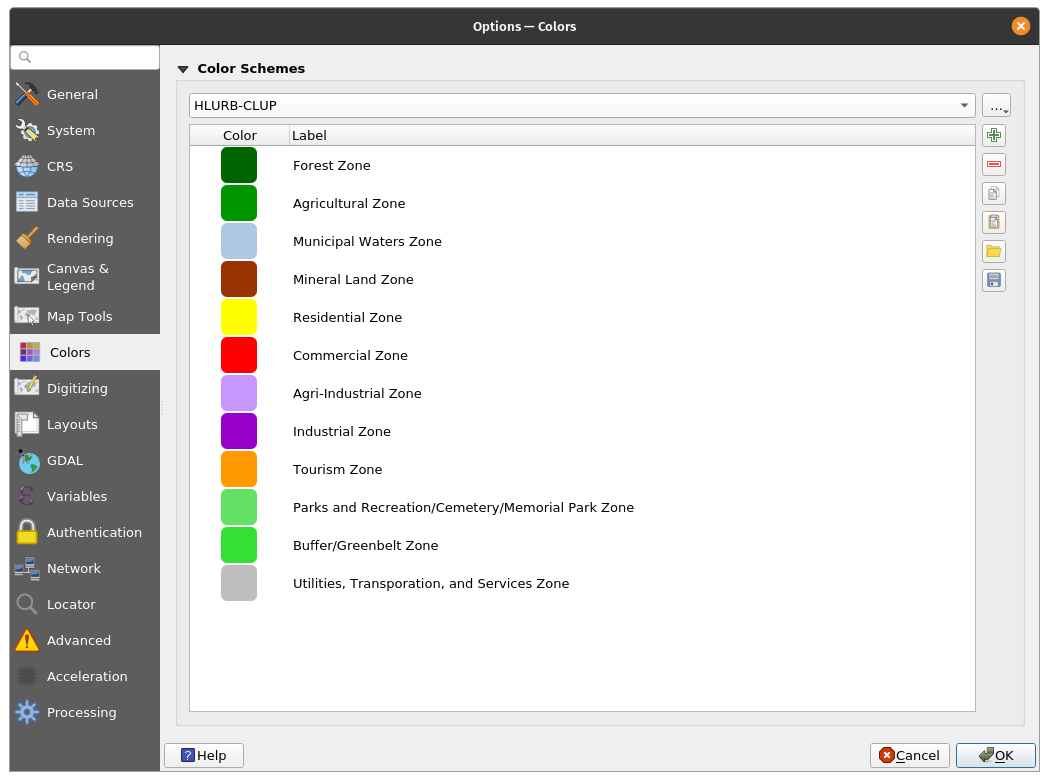 Options — Colors
General
System
CRS
Data Sources
Rendering
Canvas &
Legend
Map Tools
Colors
Digitizing
Layouts
GDAL
Variables
Authentication
Network
Locator
Advanced
Acceleration
Processing
Color Schemes
HLURB-CLUP
...
Color Label
Forest Zone
Agricultural Zone
Municipal Waters Zone
Mineral Land Zone
Residential Zone
Commercial Zone
Agri-Industrial Zone
Industrial Zone
Tourism Zone
Parks and Recreation/Cemetery/Memorial Park Zone
Buffer/Greenbelt Zone
Utilities, Transporation, and Services Zone
Help
Cancel
OK